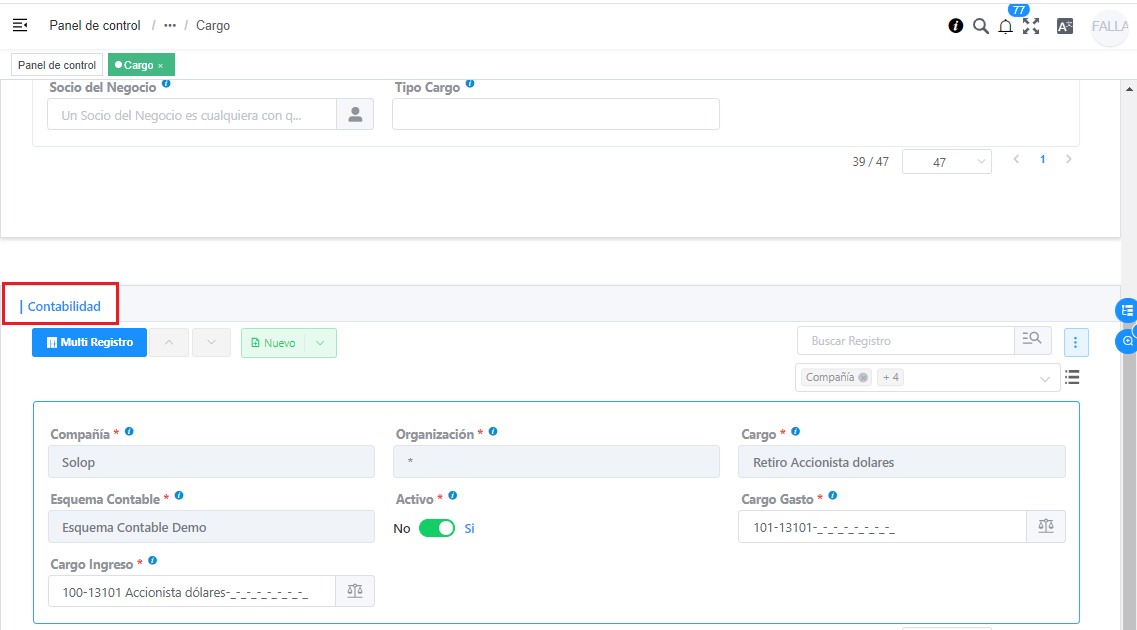 Panel de control / ••• / Cargo
77
FALLA
Panel de control
Cargo ×
Socio del Negocio
Tipo Cargo
Un Socio del Negocio es cualquiera con q...
39 / 47
47
1
Contabilidad
Multi Registro
Nuevo
Buscar Registro
Compañía
+ 4
Compañía *
Organización *
Cargo *
Solop
*
Retiro Accionista dolares
Esquema Contable *
Activo *
Cargo Gasto *
Esquema Contable Demo
No
Si
101-13101-_-_-_-_-_-_-_-_
Cargo Ingreso *
100-13101 Accionista dólares-_-_-_-_-_-_-_-_